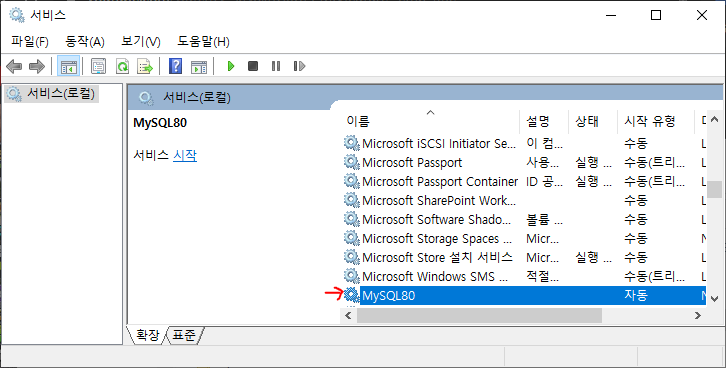 서비스
파일(F) 동작(A) 보기(V) 도움말(H)
서비스(로컬)
서비스(로컬)
MySQL80
서비스 시작
이름 설명 상태 시작 유형
Microsoft iSCSI Initiator Se... 이 컴... 수동 L
Microsoft Passport 사용... 실행 ... 수동(트리... L
Microsoft Passport Container ID 공... 실행 ... 수동(트리... L
Microsoft SharePoint Work... 수동 L
Microsoft Software Shado... 볼륨 ... 수동 L
Microsoft Storage Spaces ... Micr... 수동 N
Microsoft Store 설치 서비스 Micr... 실행 ... 수동 L
Microsoft Windows SMS ... 적절... 수동(트리... L
MySQL80 자동 N
확장 표준